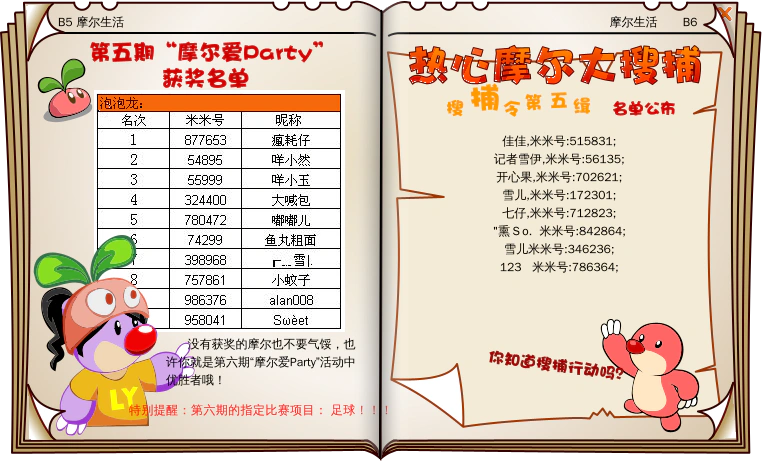 B5 摩尔生活
第五期“摩尔爱Party”
获奖名单
泡泡龙：
名次 米米号 昵称
1 877653 瘋耗仔
2 54895 咩小然
3 55999 咩小玉
4 324400 大喊包
5 780472 嘟嘟儿
6 74299 鱼丸粗面
398968
8 757861 小蚊子
986376 alan008
958041 Sωèet
没有获奖的摩尔也不要气馁，也
许你就是第六期“摩尔爱Party”活动中
优胜者哦！
LY
特别提醒：第六期的指定比赛项目： 足球！！！
摩尔生活 B6
热心摩尔大搜捕
搜捕令第五缉 名单公布
佳佳,米米号:515831;
记者雪伊,米米号:56135;
开心果,米米号:702621;
雪儿,米米号:172301;
七仔,米米号:712823;
"熏Ｓo. 米米号:842864;
雪儿米米号:346236;
123 米米号:786364;
你知道搜捕行动吗?